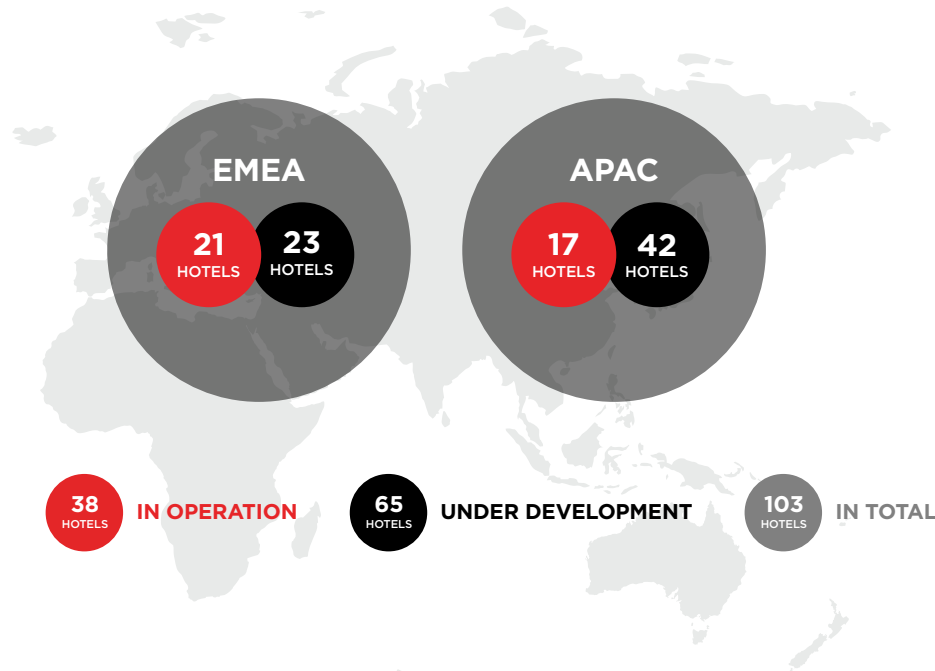 EMEA
21
HOTELS
23
HOTELS
APAC
17
HOTELS
42
HOTELS
38
HOTELS
IN OPERATION
65
HOTELS
UNDER DEVELOPMENT
103
HOTELS
IN TOTAL